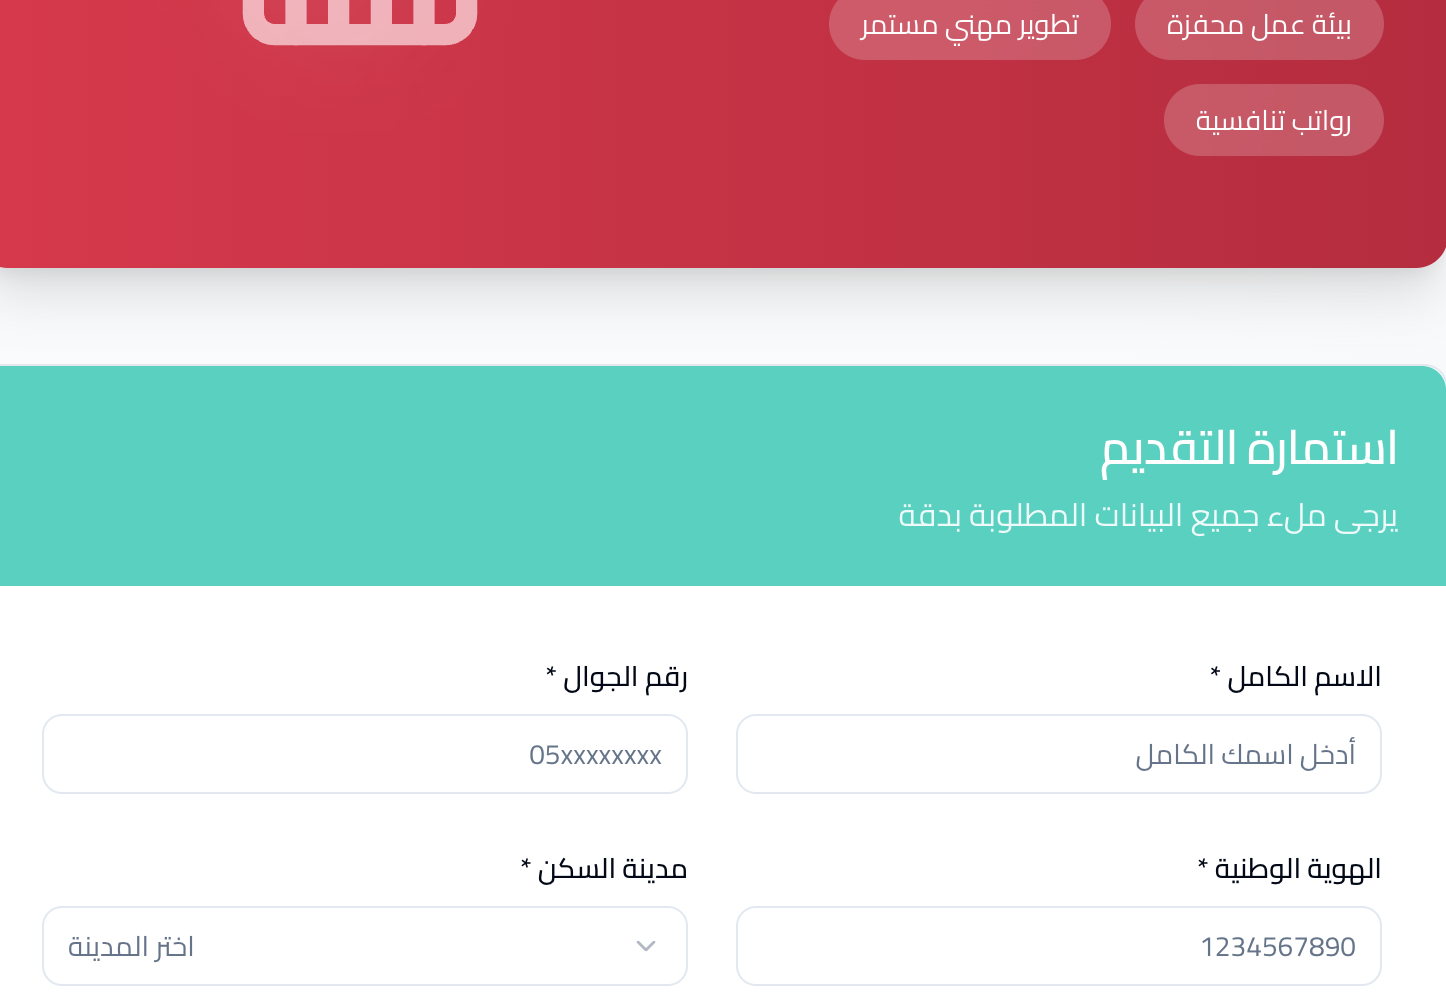 بيئة عمل محفزة
تطوير مهني مستمر
رواتب تنافسية
استمارة التقديم
يرجى ملء جميع البيانات المطلوبة بدقة
الاسم الكامل *
رقم الجوال *
أدخل اسمك الكامل
05xxxxxxxx
الهوية الوطنية *
مدينة السكن *
1234567890
اختر المدينة